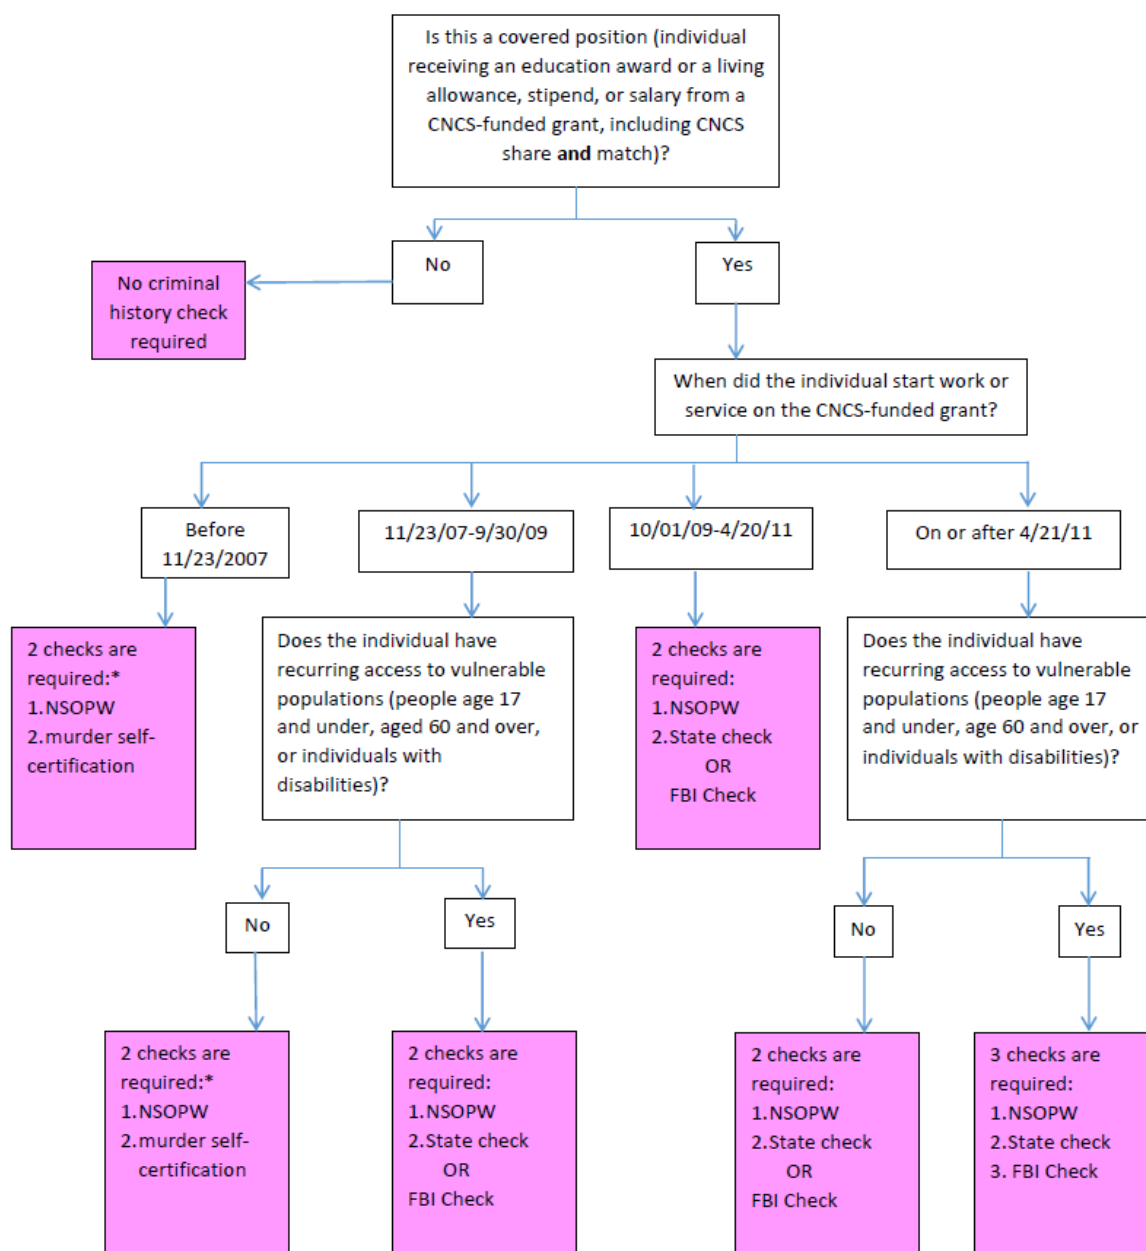 Is this a covered position (individual
receiving an education award or a living
allowance, stipend, or salary from a
CNCS-funded grant, including CNCS
share and match)?
No
Yes
No criminal
history check
required
When did the individual start work or
service on the CNCS-funded grant?
Before
11/23/2007
11/23/07-9/30/09
10/01/09-4/20/11
On or after 4/21/11
2 checks are
required:*
1.NSOPW
2.murder self-
certification
Does the individual have
recurring access to vulnerable
populations (people age 17
and under, aged 60 and over,
or individuals with
disabilities)?
2 checks are
required:
1.NSOPW
2.State check
OR
FBI Check
Does the individual have
recurring access to vulnerable
populations (people age 17
and under, age 60 and over, or
individuals with disabilities)?
No
Yes
No
Yes
2 checks are
required:*
1.NSOPW
2.murder self-
certification
2 checks are
required:
1.NSOPW
2.State check
OR
FBI Check
2 checks are
required:
1.NSOPW
2.State check
OR
FBI Check
3 checks are
required:
1.NSOPW
2.State check
3. FBI Check